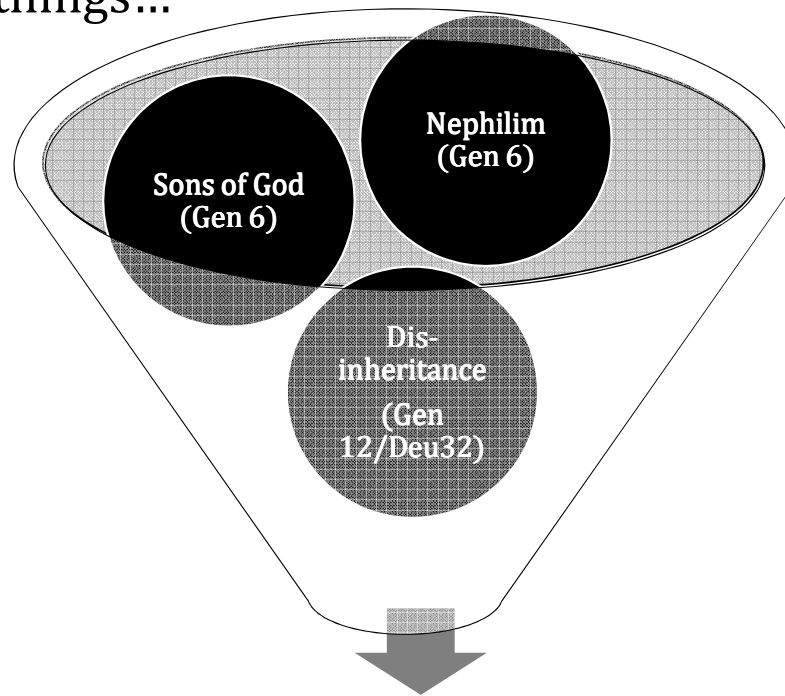 things…
Nephilim
(Gen 6)
Sons of God
(Gen 6)
Dis-
inheritance
(Gen
12/Deu32)